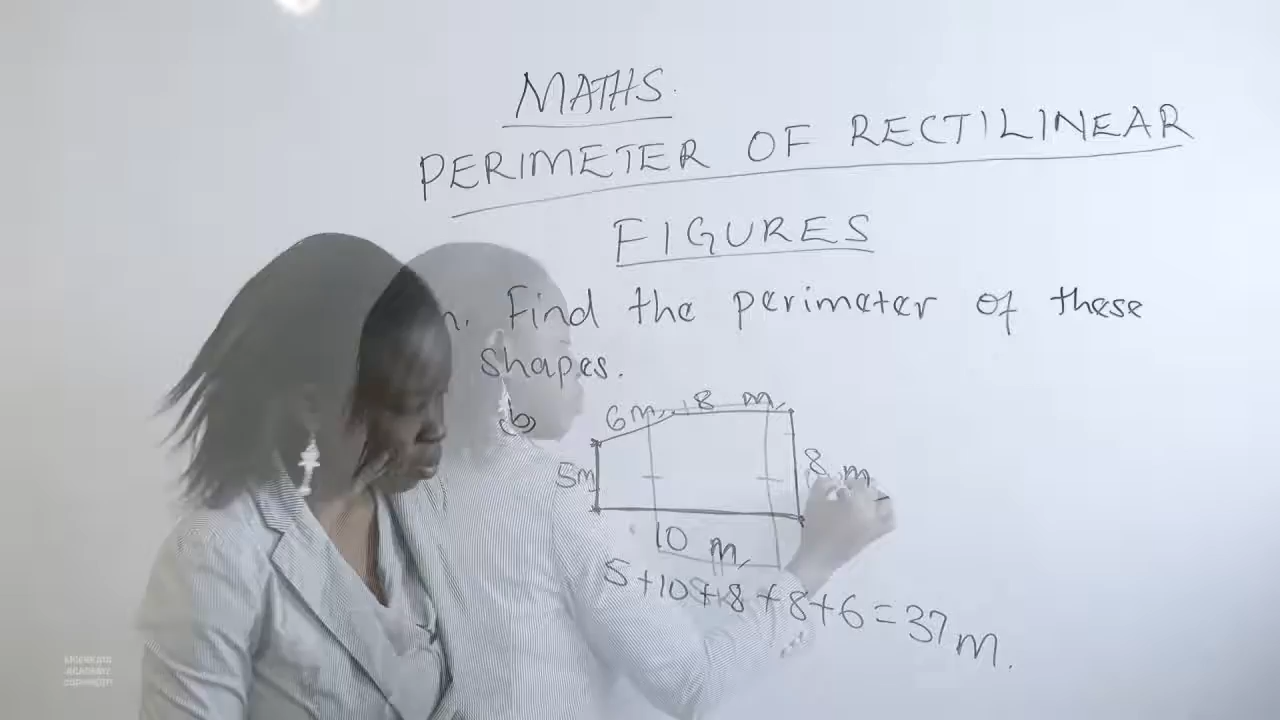 MATHS.
PERIMETER OF RECTILINEAR
FIGURES
n. Find the perimeter of these
shapes.
b
6m 8 m
5m 8 m
10 m
5+10+8+8+6=37m.